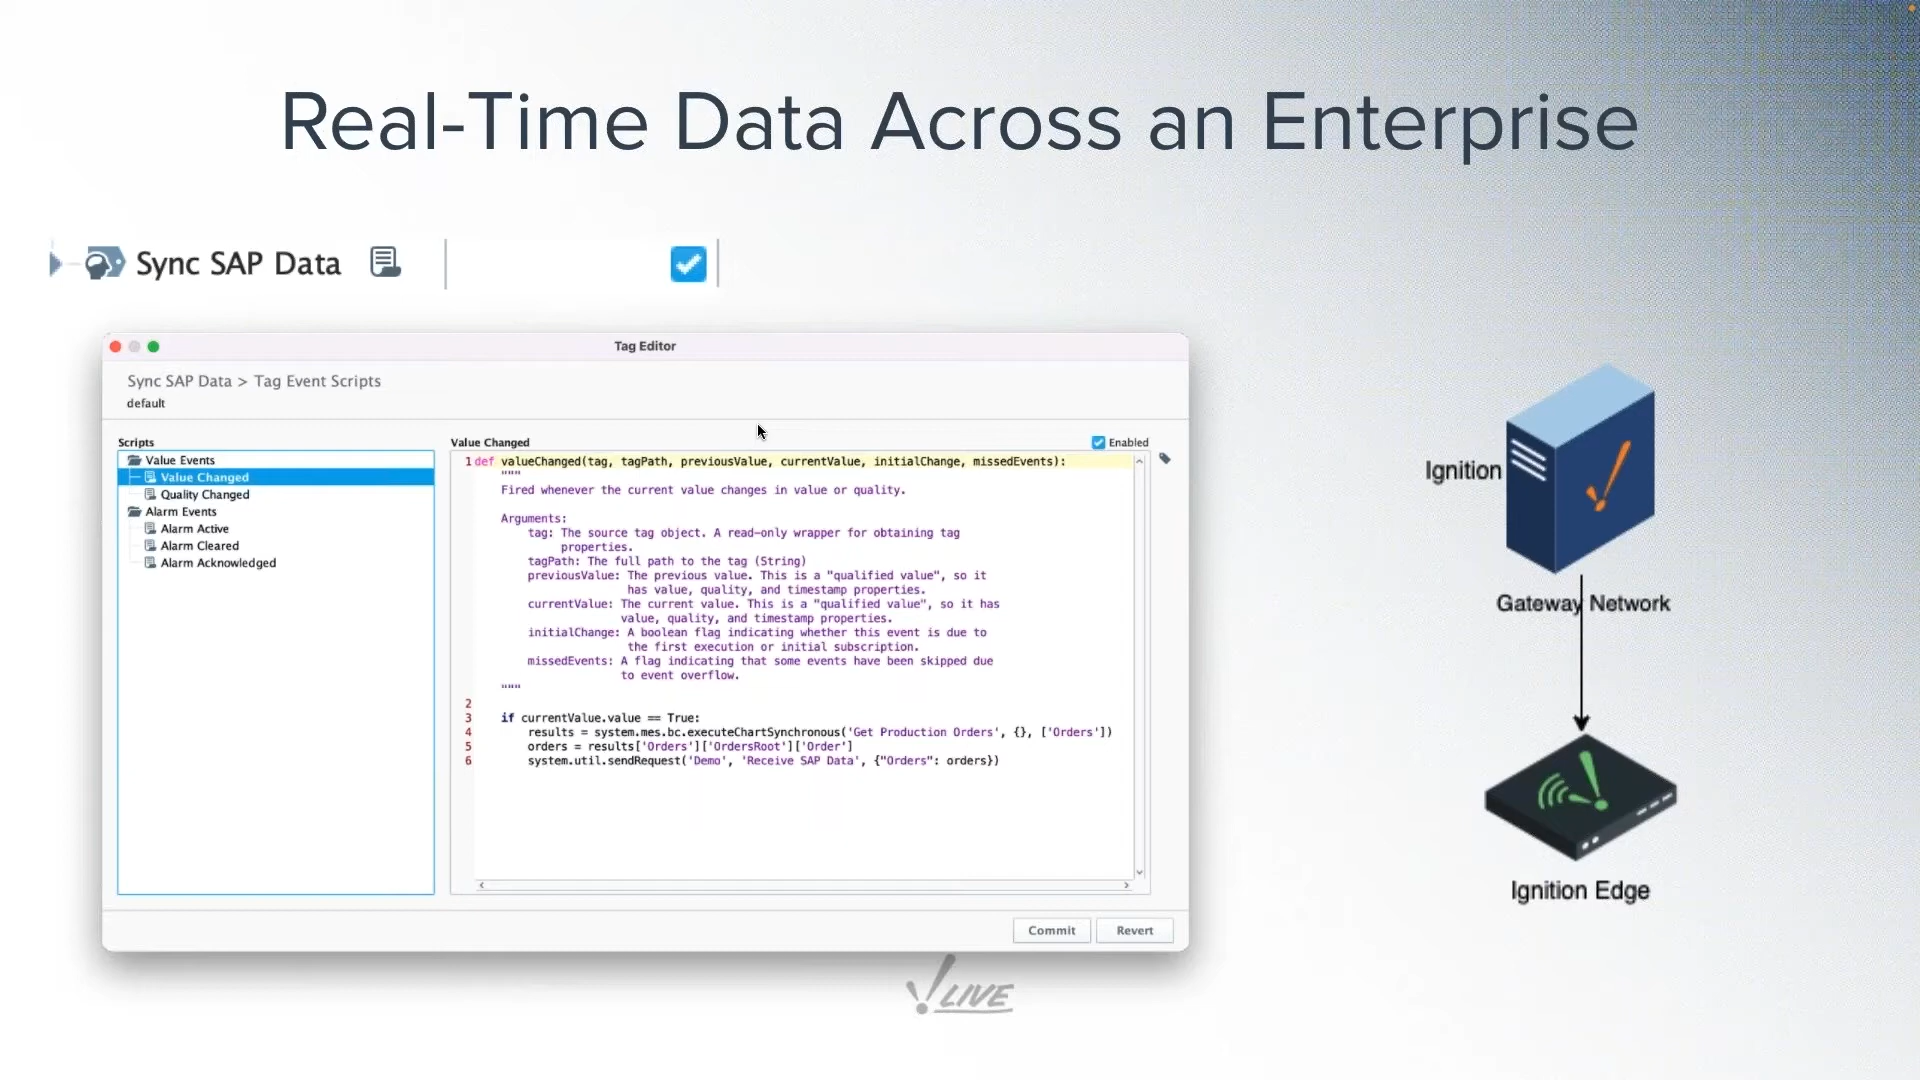 Real-Time Data Across an Enterprise
Sync SAP Data
Tag Editor
Sync SAP Data > Tag Event Scripts
default
Scripts
Value Events
Value Changed
Quality Changed
Alarm Events
Alarm Active
Alarm Cleared
Alarm Acknowledged
Value Changed
Enabled
1 def valueChanged(tag, tagPath, previousValue, currentValue, initialChange, missedEvents):
"""
Fired whenever the current value changes in value or quality.
Arguments:
tag: The source tag object. A read-only wrapper for obtaining tag
properties.
tagPath: The full path to the tag (String)
previousValue: The previous value. This is a "qualified value", so it
has value, quality, and timestamp properties.
currentValue: The current value. This is a "qualified value", so it has
value, quality, and timestamp properties.
initialChange: A boolean flag indicating whether this event is due to
the first execution or initial subscription.
missedEvents: A flag indicating that some events have been skipped due
to event overflow.
"""
2
3 if currentValue.value == True:
4 results = system.mes.bc.executeChartSynchronous('Get Production Orders', {}, ['Orders'])
5 orders = results['Orders']['OrdersRoot']['Order']
6 system.util.sendRequest('Demo', 'Receive SAP Data', {"Orders": orders})
Commit
Revert
Ignition
Gateway Network
Ignition Edge
LIVE